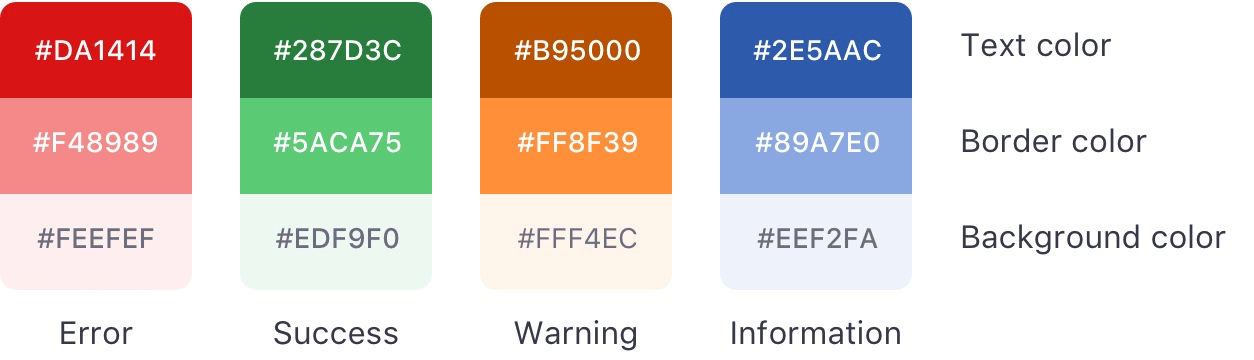 #DA1414 #287D3C #B95000 #2E5AAC Text color
#F48989 #5ACA75 #FF8F39 #89A7E0 Border color
#FEEFEF #EDF9F0 #FFF4EC #EEF2FA Background color
Error Success Warning Information